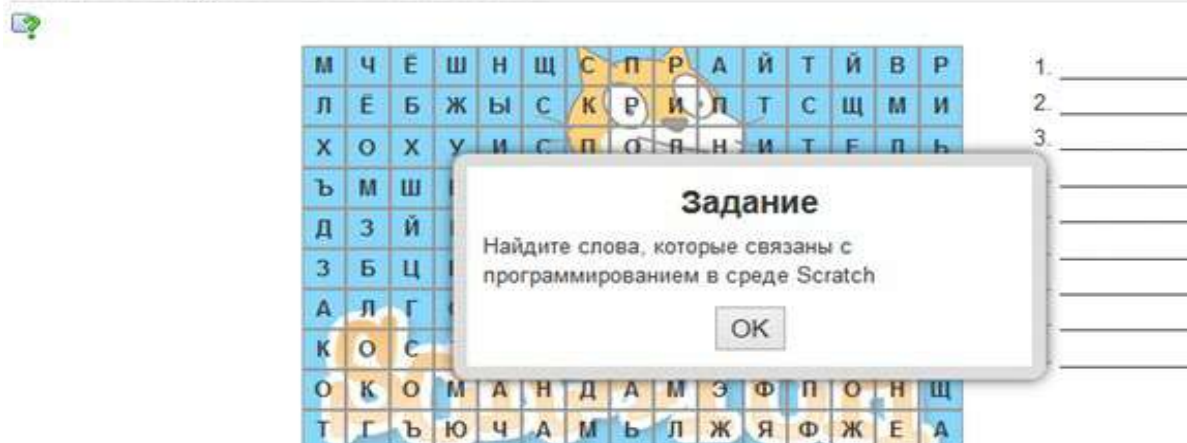 М Ч Ё Ш Н Щ С П Р А Й Т Й В Р
Л Ё Б Ж Ы С К Р И П Т С Щ М И
Х О Х У И С П О Л Н И Т Е Л Ь
Ъ М Ш
Д З Й
З Б Ц
А Л Г
К О С
О К О М А Н Д А М Э Ф П О Н Щ
Т Г Ъ Ю Ч А М Ь Л Ж Я Ф Ж Е А
1.
2.
3.
Задание
Найдите слова, которые связаны с
программированием в среде Scratch
OK